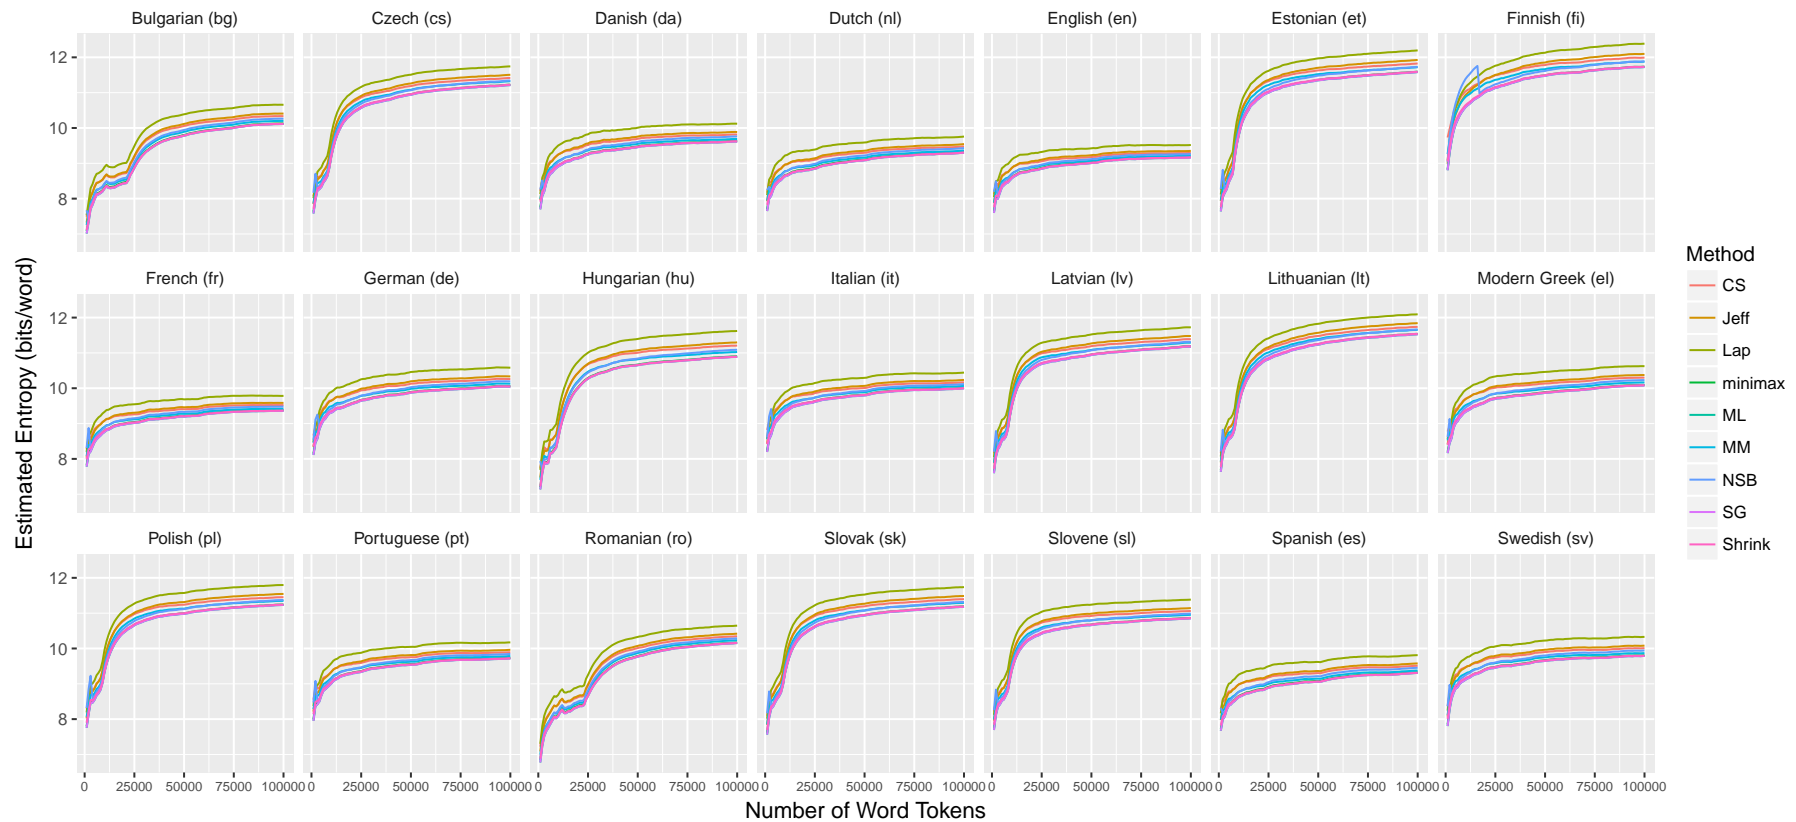 Bulgarian (bg) Czech (cs) Danish (da) Dutch (nl) English (en) Estonian (et) Finnish (fi)
12
10
8
French (fr) German (de) Hungarian (hu) Italian (it) Latvian (lv) Lithuanian (lt) Modern Greek (el)
12
10
8
Polish (pl) Portuguese (pt) Romanian (ro) Slovak (sk) Slovene (sl) Spanish (es) Swedish (sv)
12
10
8
0 25000 50000 75000 100000 0 25000 50000 75000 100000 0 25000 50000 75000 100000 0 25000 50000 75000 100000 0 25000 50000 75000 100000 0 25000 50000 75000 100000 0 25000 50000 75000 100000
Number of Word Tokens
Estimated Entropy (bits/word)
Method
CS
Jeff
Lap
minimax
ML
MM
NSB
SG
Shrink